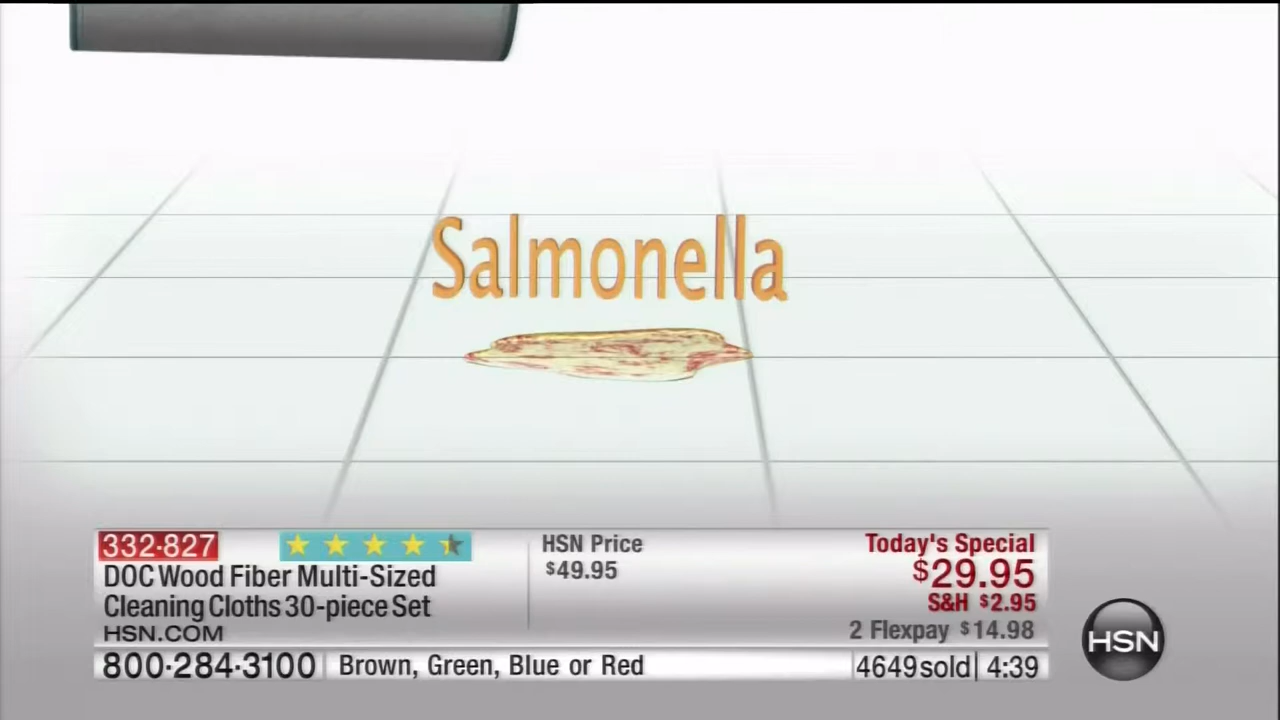 Salmonella
332-827
DOC Wood Fiber Multi-Sized
Cleaning Cloths 30-piece Set
HSN.COM
HSN Price
$49.95
Today's Special
$29.95
S&H $2.95
2 Flexpay $14.98
800-284-3100 Brown, Green, Blue or Red 4649 sold 4:39
HSN